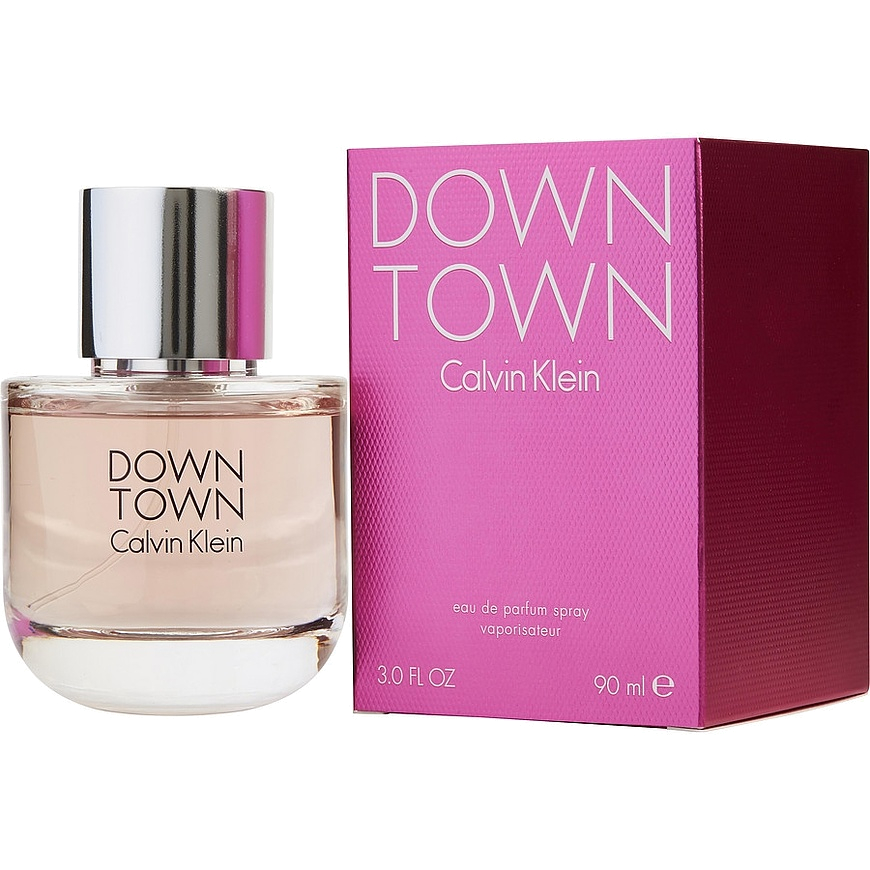 DOWN
TOWN
Calvin Klein
DOWN
TOWN
Calvin Klein
eau de parfum spray
vaporisateur
3.0 FL OZ 90 ml ℮